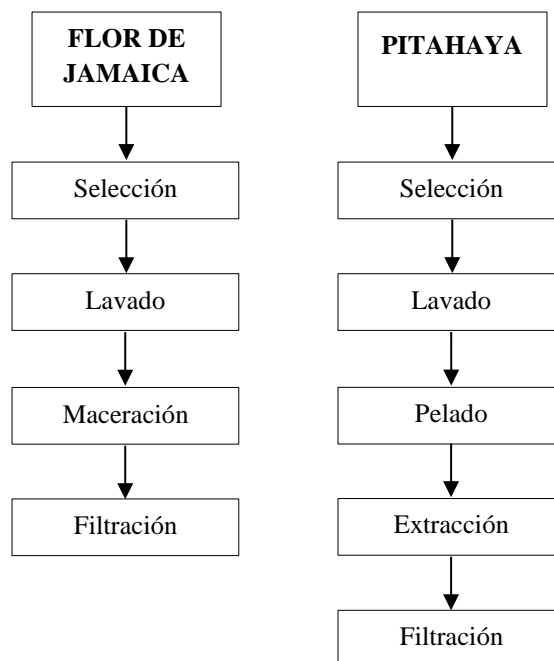 FLOR DE
JAMAICA
Selección
Lavado
Maceración
Filtración
PITAHAYA
Selección
Lavado
Pelado
Extracción
Filtración